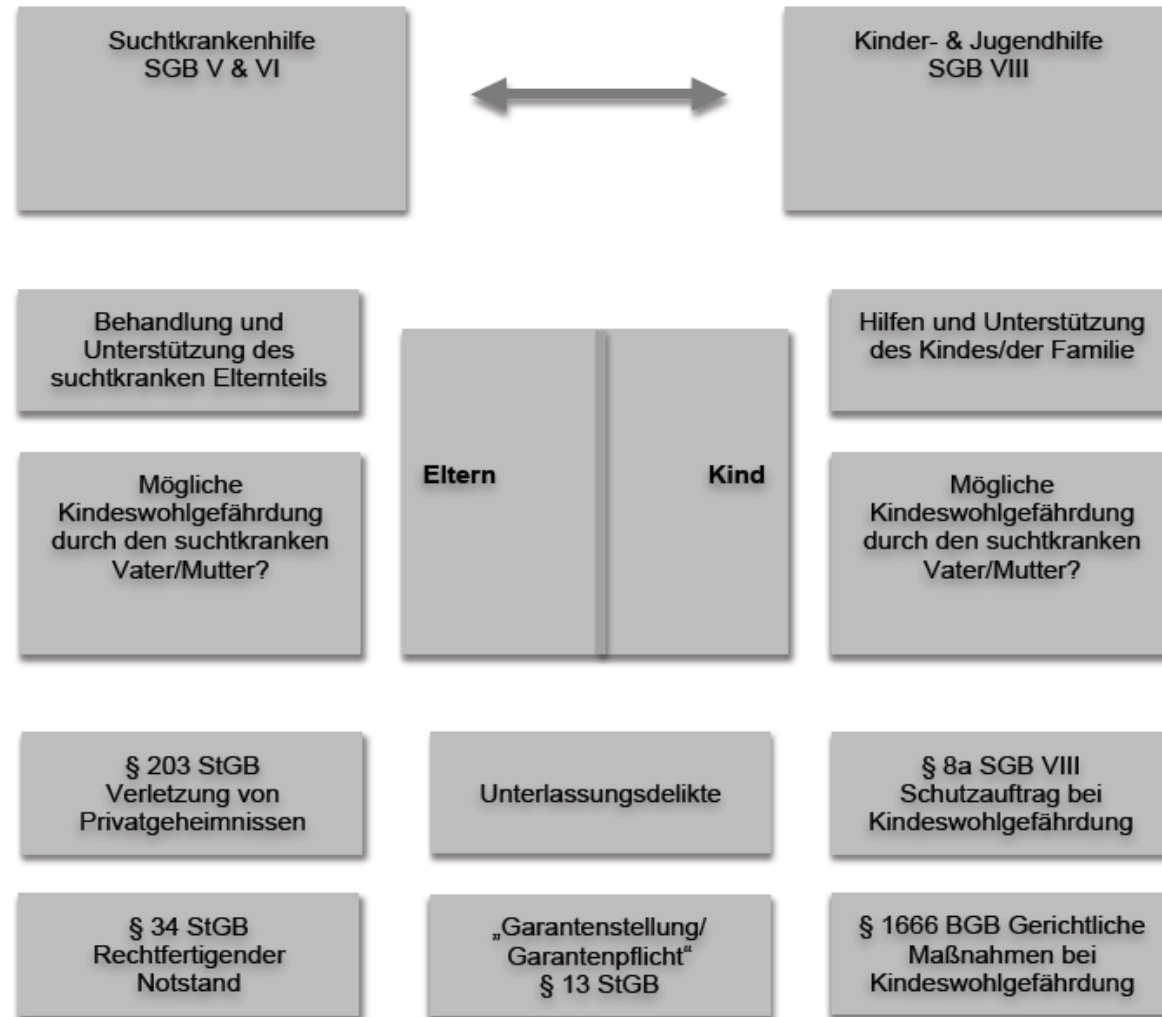 Suchtkrankenhilfe
SGB V & VI
Kinder- & Jugendhilfe
SGB VIII
Behandlung und
Unterstützung des
suchtkranken Elternteils
Hilfen und Unterstützung
des Kindes/der Familie
Eltern
Kind
Mögliche
Kindeswohlgefährdung
durch den suchtkranken
Vater/Mutter?
Mögliche
Kindeswohlgefährdung
durch den suchtkranken
Vater/Mutter?
§ 203 StGB
Verletzung von
Privatgeheimnissen
Unterlassungsdelikte
§ 8a SGB VIII
Schutzauftrag bei
Kindeswohlgefährdung
§ 34 StGB
Rechtfertigender
Notstand
„Garantenstellung/
Garantenpflicht“
§ 13 StGB
§ 1666 BGB Gerichtliche
Maßnahmen bei
Kindeswohlgefährdung